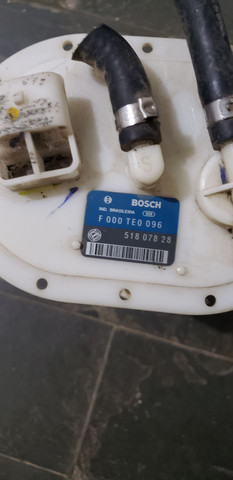 BOSCH
IND. BRASILEIRA
F 000 TE0 096
518 078 28